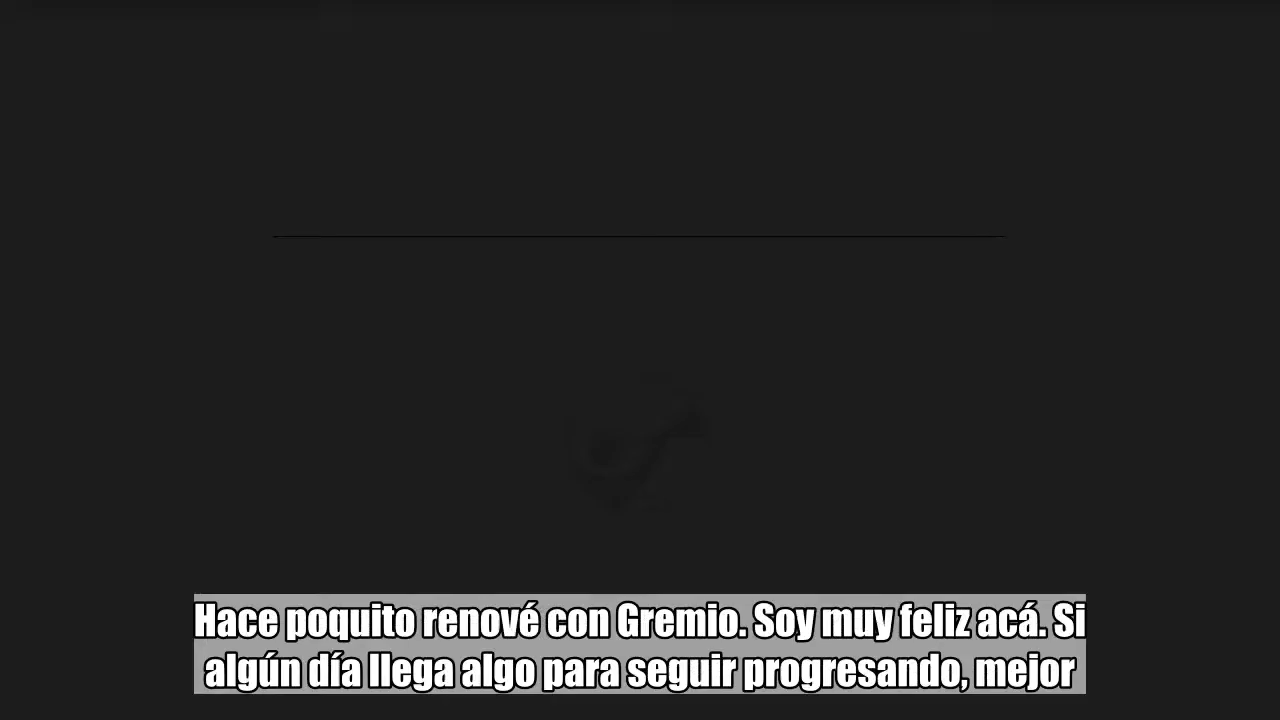 Hace poquito renové con Gremio. Soy muy feliz acá. Si
algún día llega algo para seguir progresando, mejor